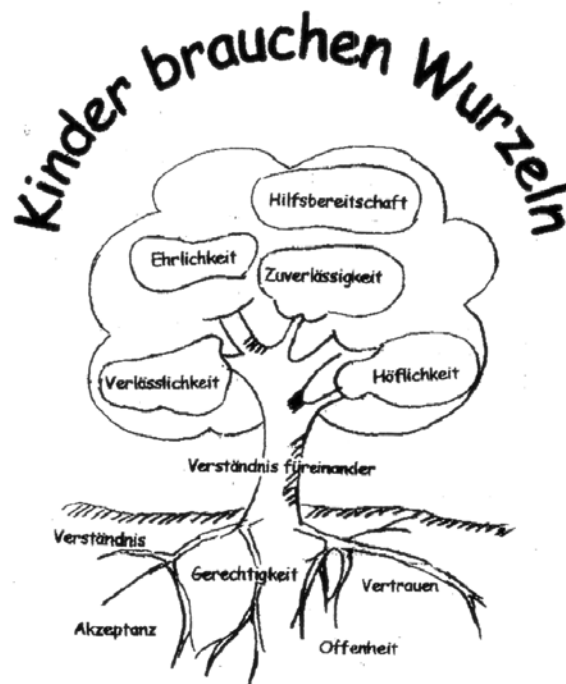 Kinder brauchen Wurzeln
Hilfsbereitschaft
Ehrlichkeit
Zuverlässigkeit
Verlässlichkeit
Höflichkeit
Verständnis füreinander
Verständnis
Gerechtigkeit
Vertrauen
Akzeptanz
Offenheit